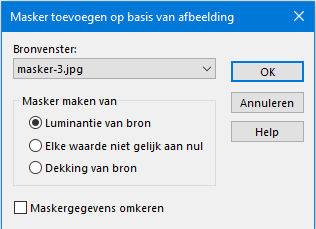 Masker toevoegen op basis van afbeelding
Bronvenster:
masker-3.jpg
OK
Masker maken van
Annuleren
Luminantie van bron
Help
Elke waarde niet gelijk aan nul
Dekking van bron
Maskergegevens omkeren